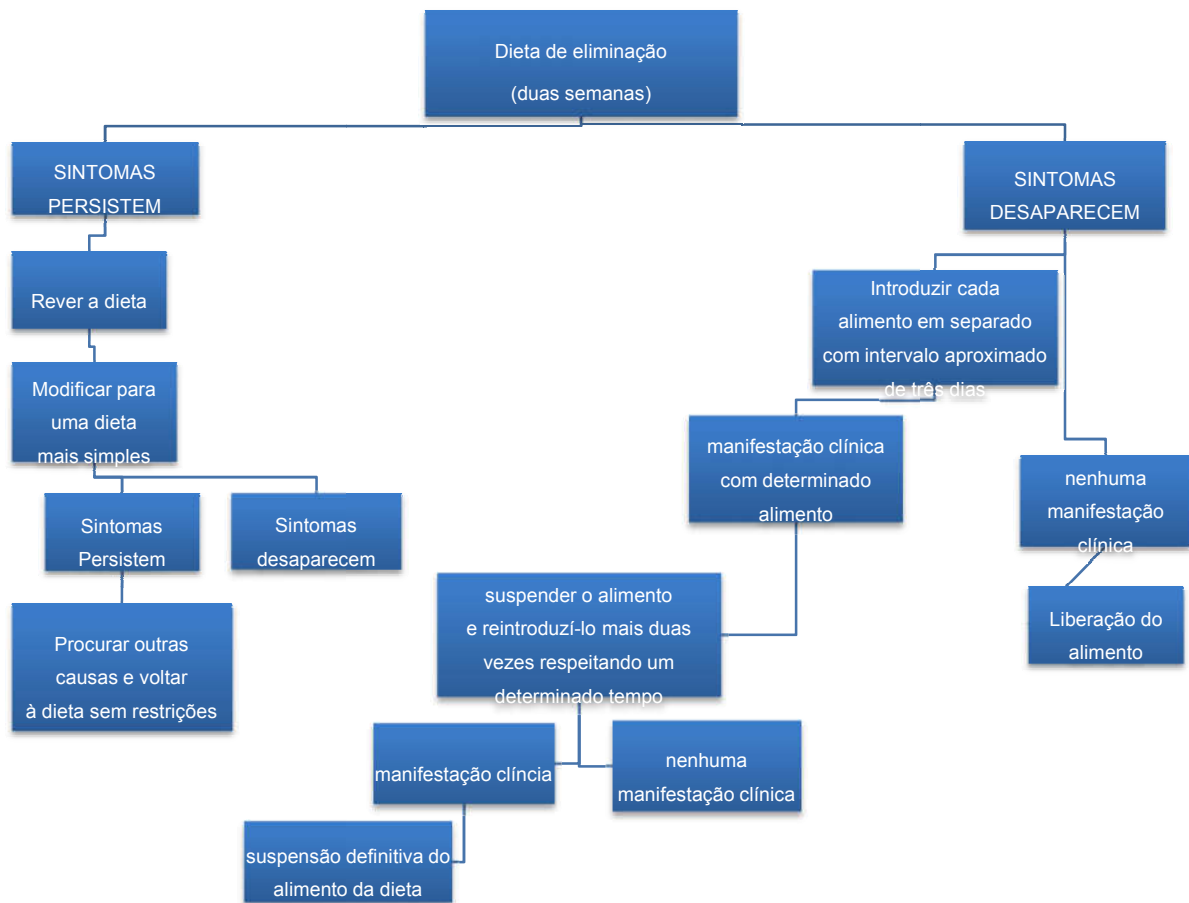 Dieta de eliminação
(duas semanas)
SINTOMAS
PERSISTEM
SINTOMAS
DESAPARECEM
Rever a dieta
Introduzir cada
alimento em separado
com intervalo aproximado
de três dias
Modificar para
uma dieta
mais simples
manifestação clínica
com determinado
alimento
nenhuma
manifestação
clínica
Sintomas
Persistem
Sintomas
desaparecem
suspender o alimento
e reintroduzí-lo mais duas
vezes respeitando um
determinado tempo
Liberação do
alimento
Procurar outras
causas e voltar
à dieta sem restrições
manifestação clíncia
nenhuma
manifestação clínica
suspensão definitiva do
alimento da dieta